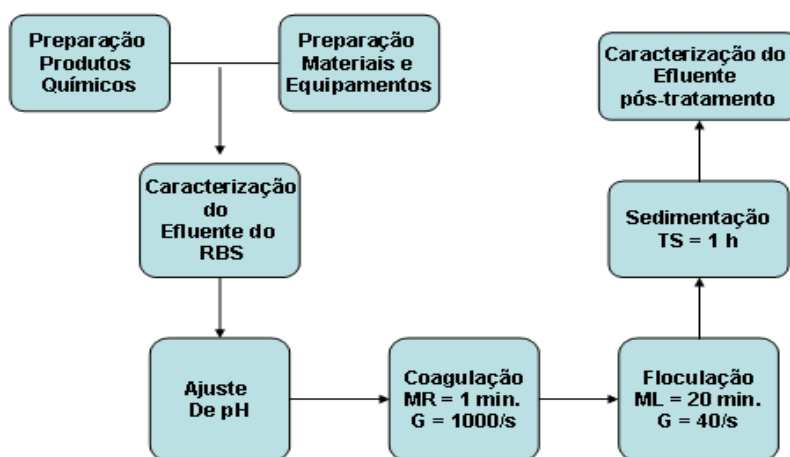 Preparação
Produtos
Químicos
Preparação
Materiais e
Equipamentos
Caracterização
do
Efluente do
RBS
Ajuste
De pH
Coagulação
MR = 1 min.
G = 1000/s
Floculação
ML = 20 min.
G = 40/s
Sedimentação
TS = 1 h
Caracterização do
Efluente
pós-tratamento